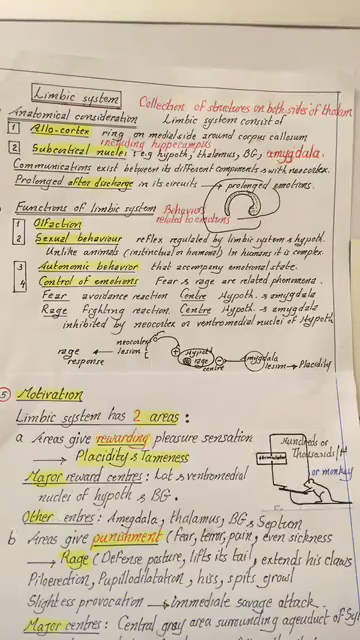 Limbic system
Collection of structures on both sides of thalam
Anatomical consideration Limbic system consist of
1 Allo-cortex ring on medial side around corpus callosum
including hippocampus
2 Subcortical nuclei e.g hypoth, thalamus, BG, amygdala.
Communications exist between its different components & with neocortex.
Prolonged after discharge in its circuits → prolonged emotions.
Functions of limbic system Behaviors
related to emotions
1 Olfaction
2 Sexual behaviour reflex regulated by limbic system & hypoth.
Unlike animals (instinctual or hormonal) In humans it is complex.
3 Autonomic behavior that accompany emotional state.
4 Control of emotions Fear & rage are related phenomena.
Fear avoidance reaction Centre Hypoth. & amygdala
Rage Fighting reaction Centre Hypoth. & amygdala
inhibited by neocortex or ventromedial nuclei of Hypoth
neocortex
rage ← lesion Hypoth amygdala
response rage lesion → Placidity
centre
5 Motivation
Limbic system has 2 areas:
a Areas give rewarding pleasure sensation
→ Placidity & Tameness
Hundreds or
Thousands/H
stimulator
or monkey
Major reward centres: Lat & ventromedial
nuclei of hypoth & BG.
Other entres: Amegdala, thalamus, BG & Septum
b Areas give punishment (fear, terror, pain, even sickness
→ Rage (Defense posture, lifts its tail, extends his claws
Piloerection, Pupillodilatation, hiss, spits growl
Slightess provocation → immediate savage attack.
Major centres: Central gray area surrounding aqeduct of Syl